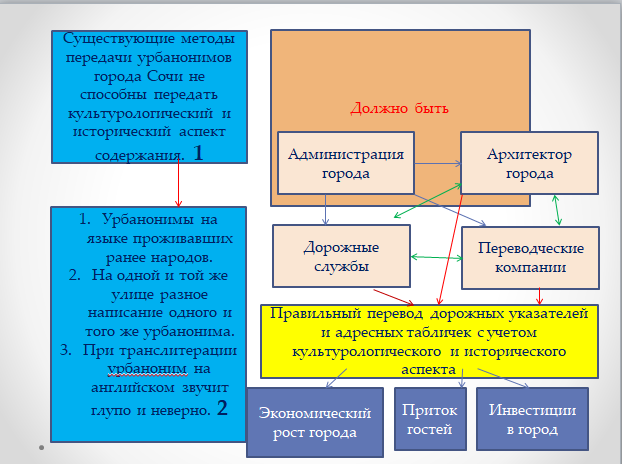 Существующие методы
передачи урбанонимов
города Сочи не
способны передать
культурологический и
исторический аспект
содержания. 1
1. Урбанонимы на
языке проживавших
ранее народов.
2. На одной и той же
улице разное
написание одного и
того же урбанонима.
3. При транслитерации
урбаноним на
английском звучит
глупо и неверно. 2
Должно быть
Администрация
города
Архитектор
города
Дорожные
службы
Переводческие
компании
Правильный перевод дорожных указателей
и адресных табличек с учетом
культурологического и исторического
аспекта
Экономический
рост города
Приток
гостей
Инвестиции
в город